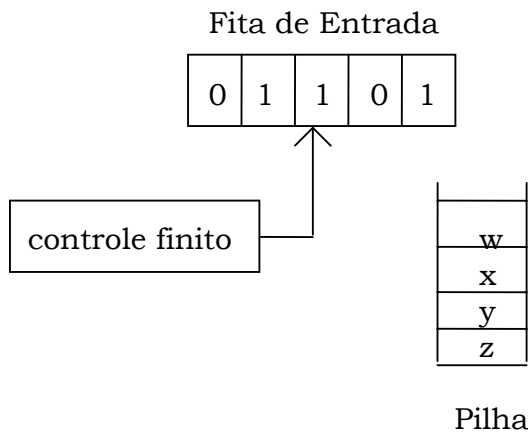 Fita de Entrada
0 1 1 0 1
controle finito
w
x
y
z
Pilha